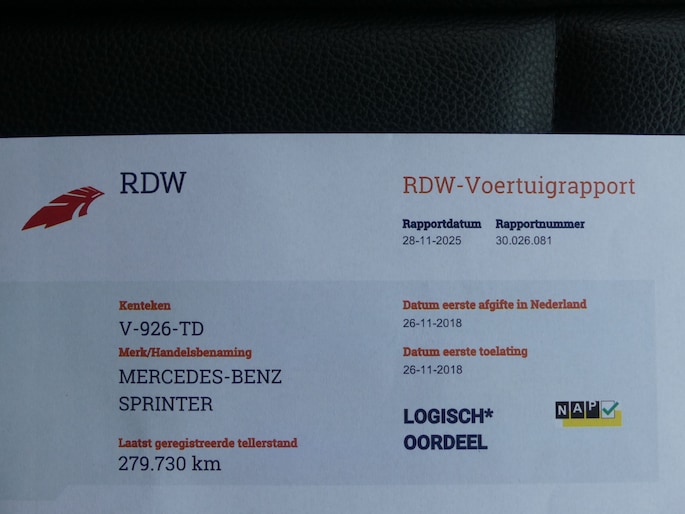 RDW
RDW-Voertuigrapport
Rapportdatum Rapportnummer
28-11-2025 30.026.081
Kenteken
V-926-TD
Merk/Handelsbenaming
MERCEDES-BENZ
SPRINTER
Laatst geregistreerde tellerstand
279.730 km
Datum eerste afgifte in Nederland
26-11-2018
Datum eerste toelating
26-11-2018
LOGISCH*
OORDEEL
NAP